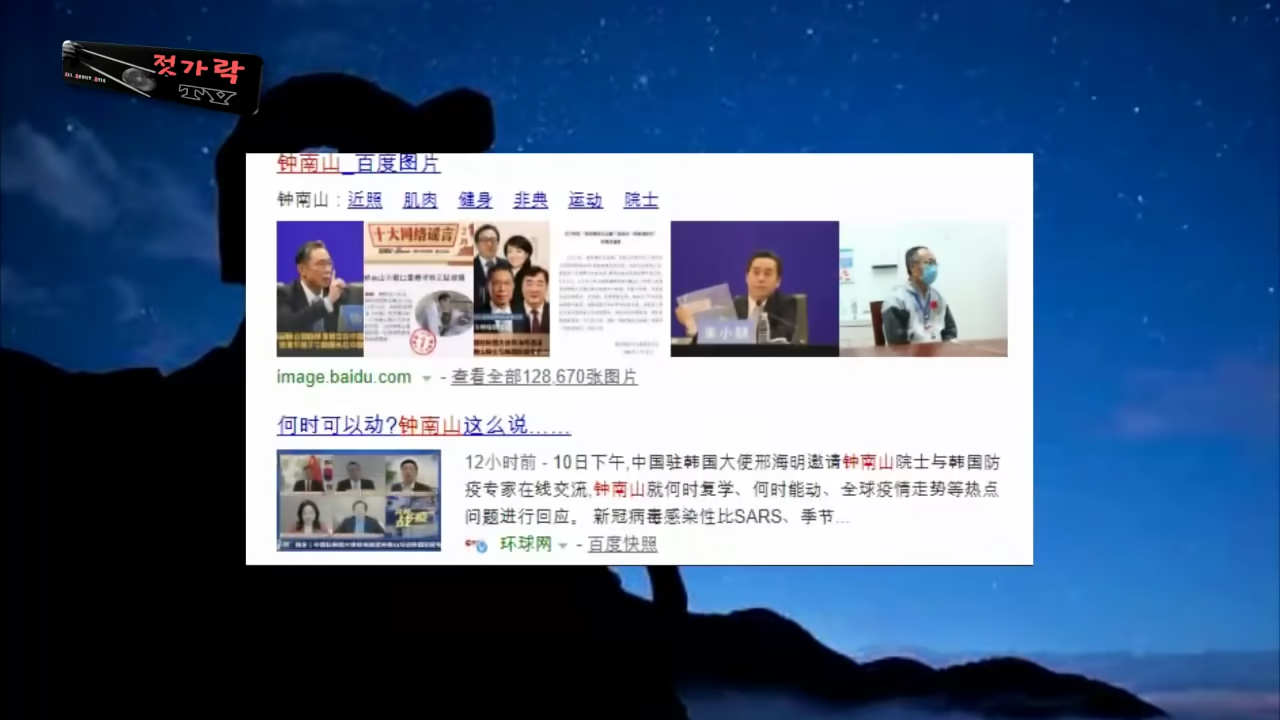 젓가락
TV
钟南山_百度图片
钟南山：近照 肌肉 健身 非典 运动 院士
十大网络谣言
image.baidu.com - 查看全部128,670张图片
何时可以动?钟南山这么说......
12小时前 - 10日下午,中国驻韩国大使邢海明邀请钟南山院士与韩国防
疫专家在线交流,钟南山就何时复学、何时能动、全球疫情走势等热点
问题进行回应。 新冠病毒感染性比SARS、季节...
环球网 - 百度快照